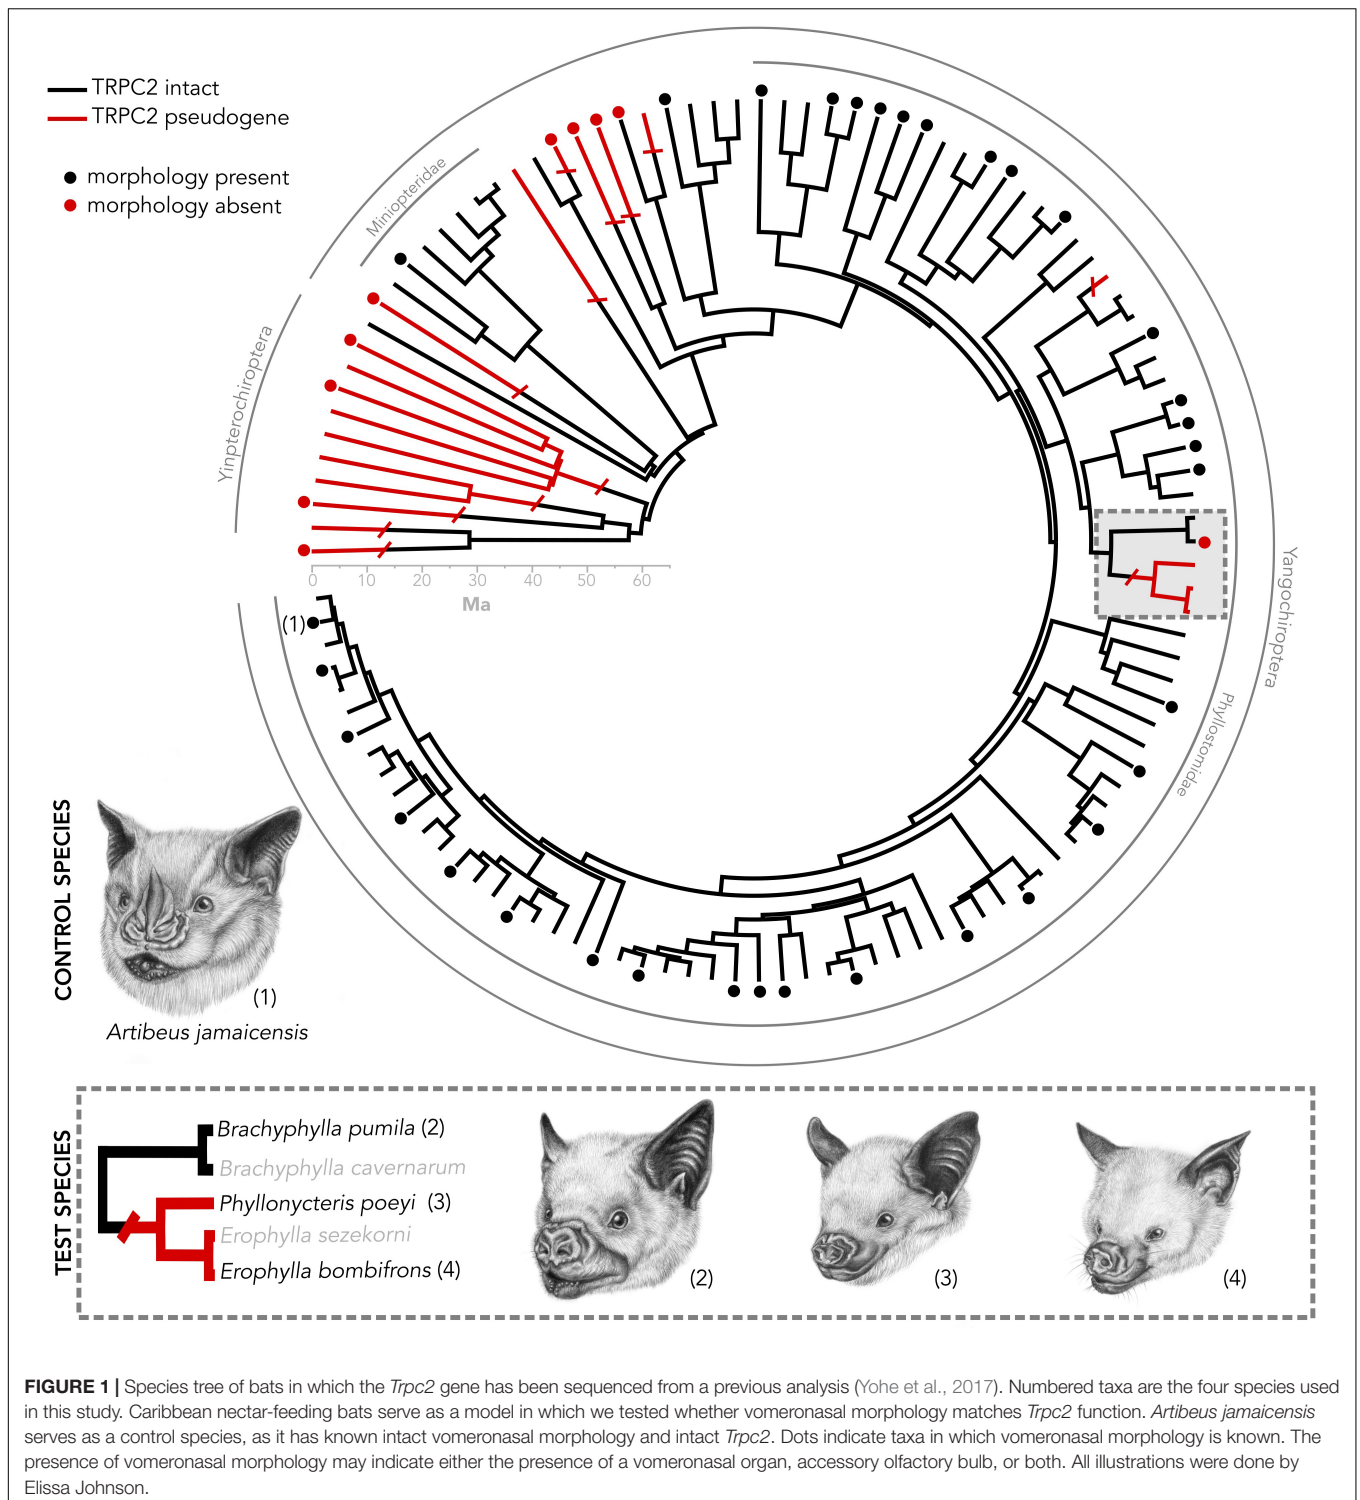 TRPC2 intact
TRPC2 pseudogene
morphology present
morphology absent
Miniopteridae
Yinpterochiroptera
Yangochiroptera
Phyllostomidae
0 10 20 30 40 50 60
Ma
(1)
CONTROL SPECIES
(1)
Artibeus jamaicensis
TEST SPECIES
Brachyphylla pumila (2)
Brachyphylla cavernarum
Phyllonycteris poeyi (3)
Erophylla sezekorni
Erophylla bombifrons (4)
(2)
(3)
(4)
FIGURE 1 | Species tree of bats in which the Trpc2 gene has been sequenced from a previous analysis (Yohe et al., 2017). Numbered taxa are the four species used
in this study. Caribbean nectar-feeding bats serve as a model in which we tested whether vomeronasal morphology matches Trpc2 function. Artibeus jamaicensis
serves as a control species, as it has known intact vomeronasal morphology and intact Trpc2. Dots indicate taxa in which vomeronasal morphology is known. The
presence of vomeronasal morphology may indicate either the presence of a vomeronasal organ, accessory olfactory bulb, or both. All illustrations were done by
Elissa Johnson.